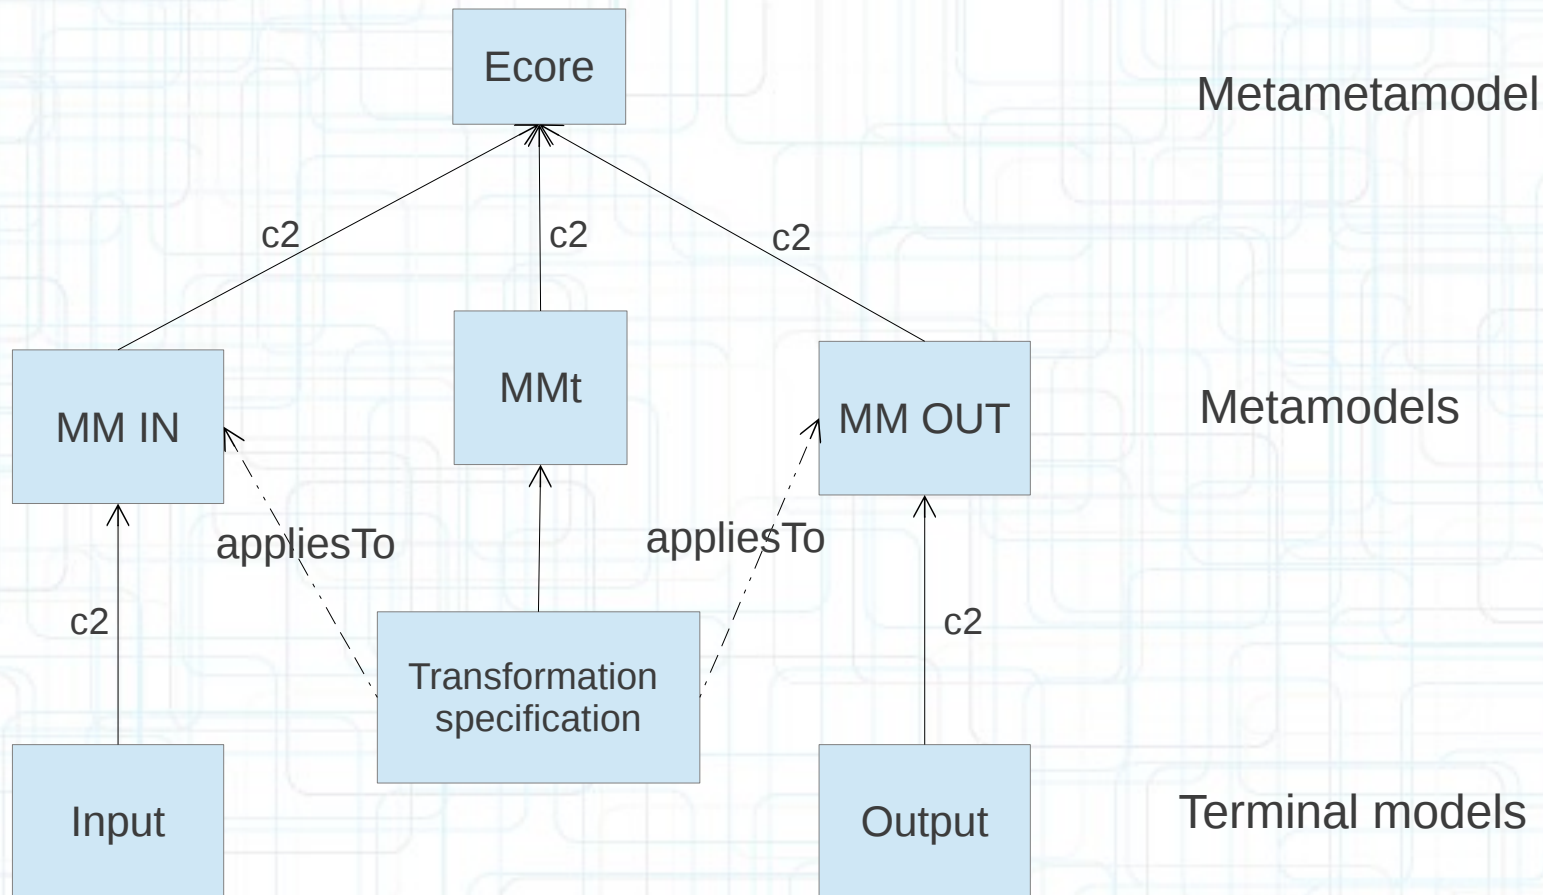 Ecore
Metametamodel
c2
c2
c2
MMt
MM IN
MM OUT
Metamodels
appliesTo
appliesTo
c2
c2
Transformation
specification
Input
Output
Terminal models